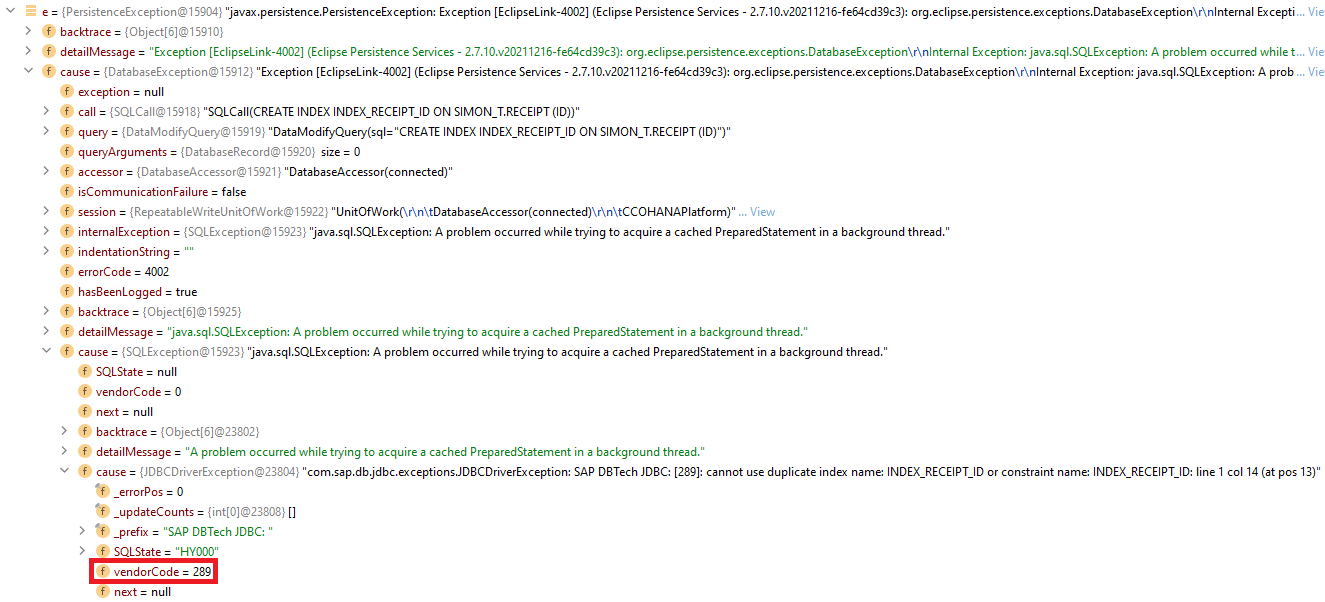 e = {PersistenceException@15904} "javax.persistence.PersistenceException: Exception [EclipseLink-4002] (Eclipse Persistence Services - 2.7.10.v20211216-fe64cd39c3): org.eclipse.persistence.exceptions.DatabaseException\r\nInternal Excepti... Vie
f backtrace = {Object[6]@15910}
f detailMessage = "Exception [EclipseLink-4002] (Eclipse Persistence Services - 2.7.10.v20211216-fe64cd39c3): org.eclipse.persistence.exceptions.DatabaseException\r\nInternal Exception: java.sql.SQLException: A problem occurred while t... Vie
f cause = {DatabaseException@15912} "Exception [EclipseLink-4002] (Eclipse Persistence Services - 2.7.10.v20211216-fe64cd39c3): org.eclipse.persistence.exceptions.DatabaseException\r\nInternal Exception: java.sql.SQLException: A prob... Vie
f exception = null
f call = {SQLCall@15918} "SQLCall(CREATE INDEX INDEX_RECEIPT_ID ON SIMON_T.RECEIPT (ID))"
f query = {DataModifyQuery@15919} "DataModifyQuery(sql="CREATE INDEX INDEX_RECEIPT_ID ON SIMON_T.RECEIPT (ID)")"
f queryArguments = {DatabaseRecord@15920} size = 0
f accessor = {DatabaseAccessor@15921} "DatabaseAccessor(connected)"
f isCommunicationFailure = false
f session = {RepeatableWriteUnitOfWork@15922} "UnitOfWork(\r\n\tDatabaseAccessor(connected)\r\n\tCCOHANAPlatform)" ... View
f internalException = {SQLException@15923} "java.sql.SQLException: A problem occurred while trying to acquire a cached PreparedStatement in a background thread."
f indentationString = ""
f errorCode = 4002
f hasBeenLogged = true
f backtrace = {Object[6]@15925}
f detailMessage = "java.sql.SQLException: A problem occurred while trying to acquire a cached PreparedStatement in a background thread."
f cause = {SQLException@15923} "java.sql.SQLException: A problem occurred while trying to acquire a cached PreparedStatement in a background thread."
f SQLState = null
f vendorCode = 0
f next = null
f backtrace = {Object[6]@23802}
f detailMessage = "A problem occurred while trying to acquire a cached PreparedStatement in a background thread."
f cause = {JDBCDriverException@23804} "com.sap.db.jdbc.exceptions.JDBCDriverException: SAP DBTech JDBC: [289]: cannot use duplicate index name: INDEX_RECEIPT_ID or constraint name: INDEX_RECEIPT_ID: line 1 col 14 (at pos 13)"
f _errorPos = 0
f _updateCounts = {int[0]@23808} []
f _prefix = "SAP DBTech JDBC: "
f SQLState = "HY000"
f vendorCode = 289
f next = null